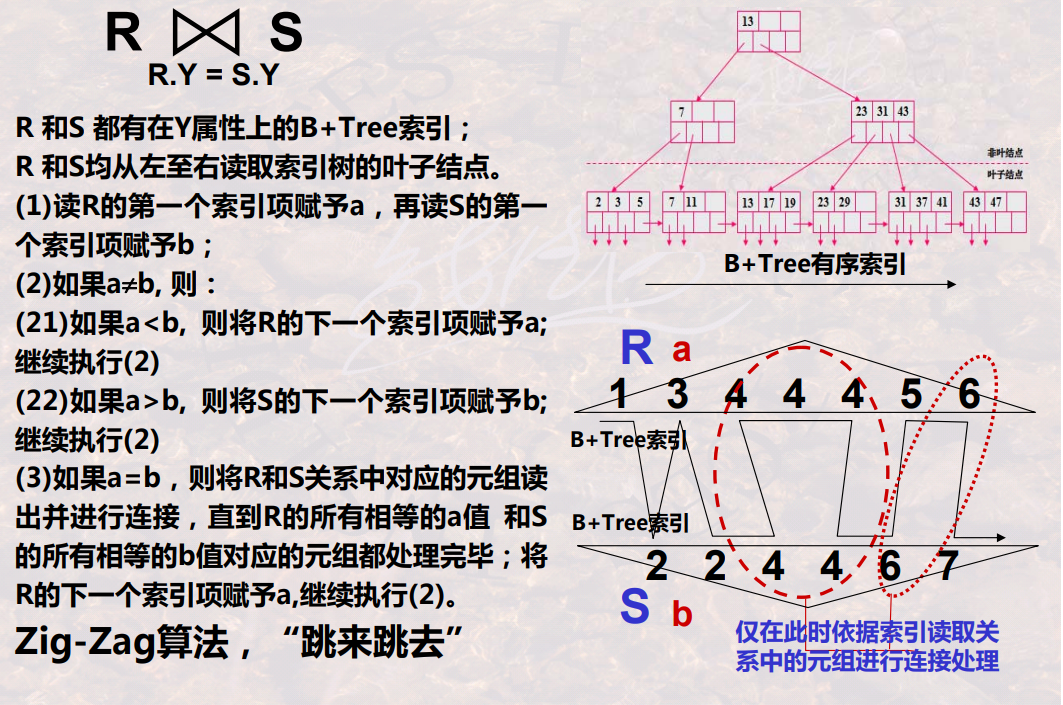 R ⋈ S
R.Y = S.Y
R 和S 都有在Y属性上的B+Tree索引；
R 和S均从左至右读取索引树的叶子结点。
(1)读R的第一个索引项赋予a，再读S的第一
个索引项赋予b；
(2)如果a≠b, 则：
(21)如果a<b, 则将R的下一个索引项赋予a;
继续执行(2)
(22)如果a>b, 则将S的下一个索引项赋予b;
继续执行(2)
(3)如果a=b，则将R和S关系中对应的元组读
出并进行连接，直到R的所有相等的a值 和S
的所有相等的b值对应的元组都处理完毕；将
R的下一个索引项赋予a,继续执行(2)。
Zig-Zag算法，“跳来跳去”
13
7
23 31 43
非叶结点
叶子结点
2 3 5
7 11
13 17 19
23 29
31 37 41
43 47
B+Tree有序索引
R a
1 3 4 4 4 5 6
B+Tree索引
B+Tree索引
2 2 4 4 6 7
S b
仅在此时依据索引读取关
系中的元组进行连接处理